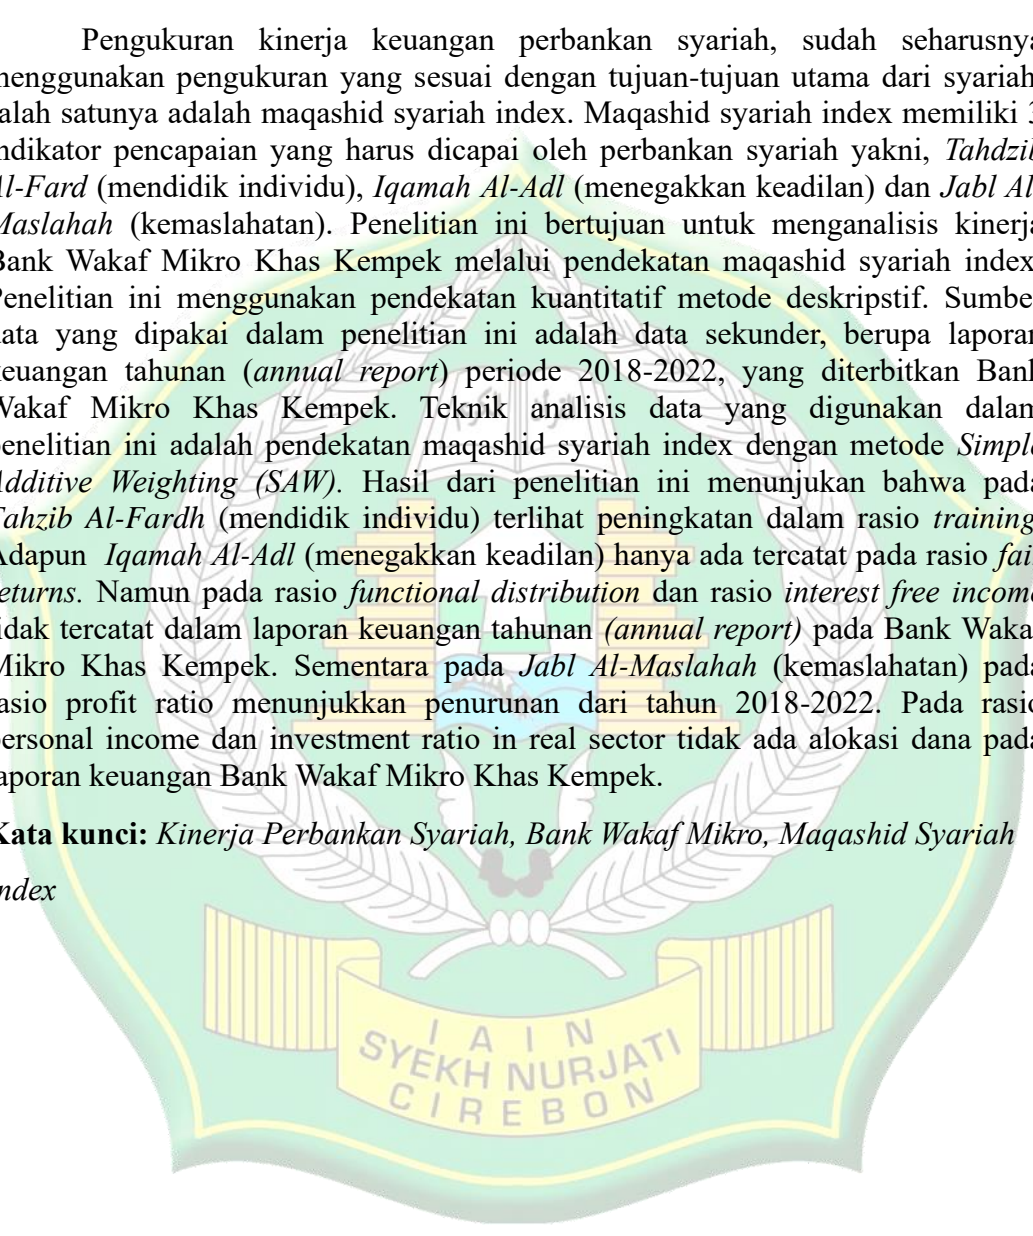 Pengukuran kinerja keuangan perbankan syariah, sudah seharusnya
menggunakan pengukuran yang sesuai dengan tujuan-tujuan utama dari syariah
salah satunya adalah maqashid syariah index. Maqashid syariah index memiliki 3
indikator pencapaian yang harus dicapai oleh perbankan syariah yakni, Tahdzib
Al-Fard (mendidik individu), Iqamah Al-Adl (menegakkan keadilan) dan Jabl Al-
Maslahah (kemaslahatan). Penelitian ini bertujuan untuk menganalisis kinerja
Bank Wakaf Mikro Khas Kempek melalui pendekatan maqashid syariah index.
Penelitian ini menggunakan pendekatan kuantitatif metode deskripstif. Sumber
data yang dipakai dalam penelitian ini adalah data sekunder, berupa laporan
keuangan tahunan (annual report) periode 2018-2022, yang diterbitkan Bank
Wakaf Mikro Khas Kempek. Teknik analisis data yang digunakan dalam
penelitian ini adalah pendekatan maqashid syariah index dengan metode Simple
Additive Weighting (SAW). Hasil dari penelitian ini menunjukan bahwa pada
Tahzib Al-Fardh (mendidik individu) terlihat peningkatan dalam rasio training.
Adapun Iqamah Al-Adl (menegakkan keadilan) hanya ada tercatat pada rasio fair
returns. Namun pada rasio functional distribution dan rasio interest free income
tidak tercatat dalam laporan keuangan tahunan (annual report) pada Bank Wakaf
Mikro Khas Kempek. Sementara pada Jabl Al-Maslahah (kemaslahatan) pada
rasio profit ratio menunjukkan penurunan dari tahun 2018-2022. Pada rasio
personal income dan investment ratio in real sector tidak ada alokasi dana pada
laporan keuangan Bank Wakaf Mikro Khas Kempek.
Kata kunci: Kinerja Perbankan Syariah, Bank Wakaf Mikro, Maqashid Syariah
Index
IAIN
SYEKH NURJATI
CIREBON